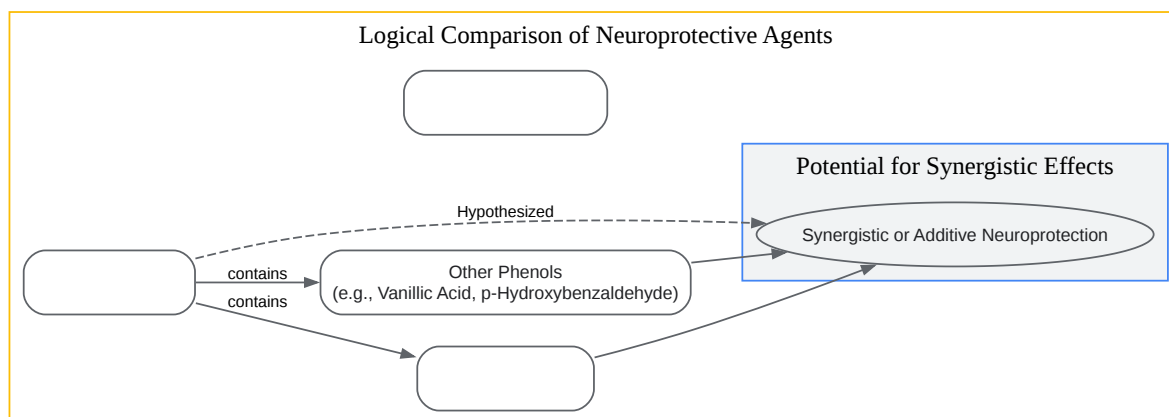 Logical Comparison of Neuroprotective Agents
Potential for Synergistic Effects
Hypothesized
Synergistic or Additive Neuroprotection
contains
Other Phenols
(e.g., Vanillic Acid, p-Hydroxybenzaldehyde)
contains